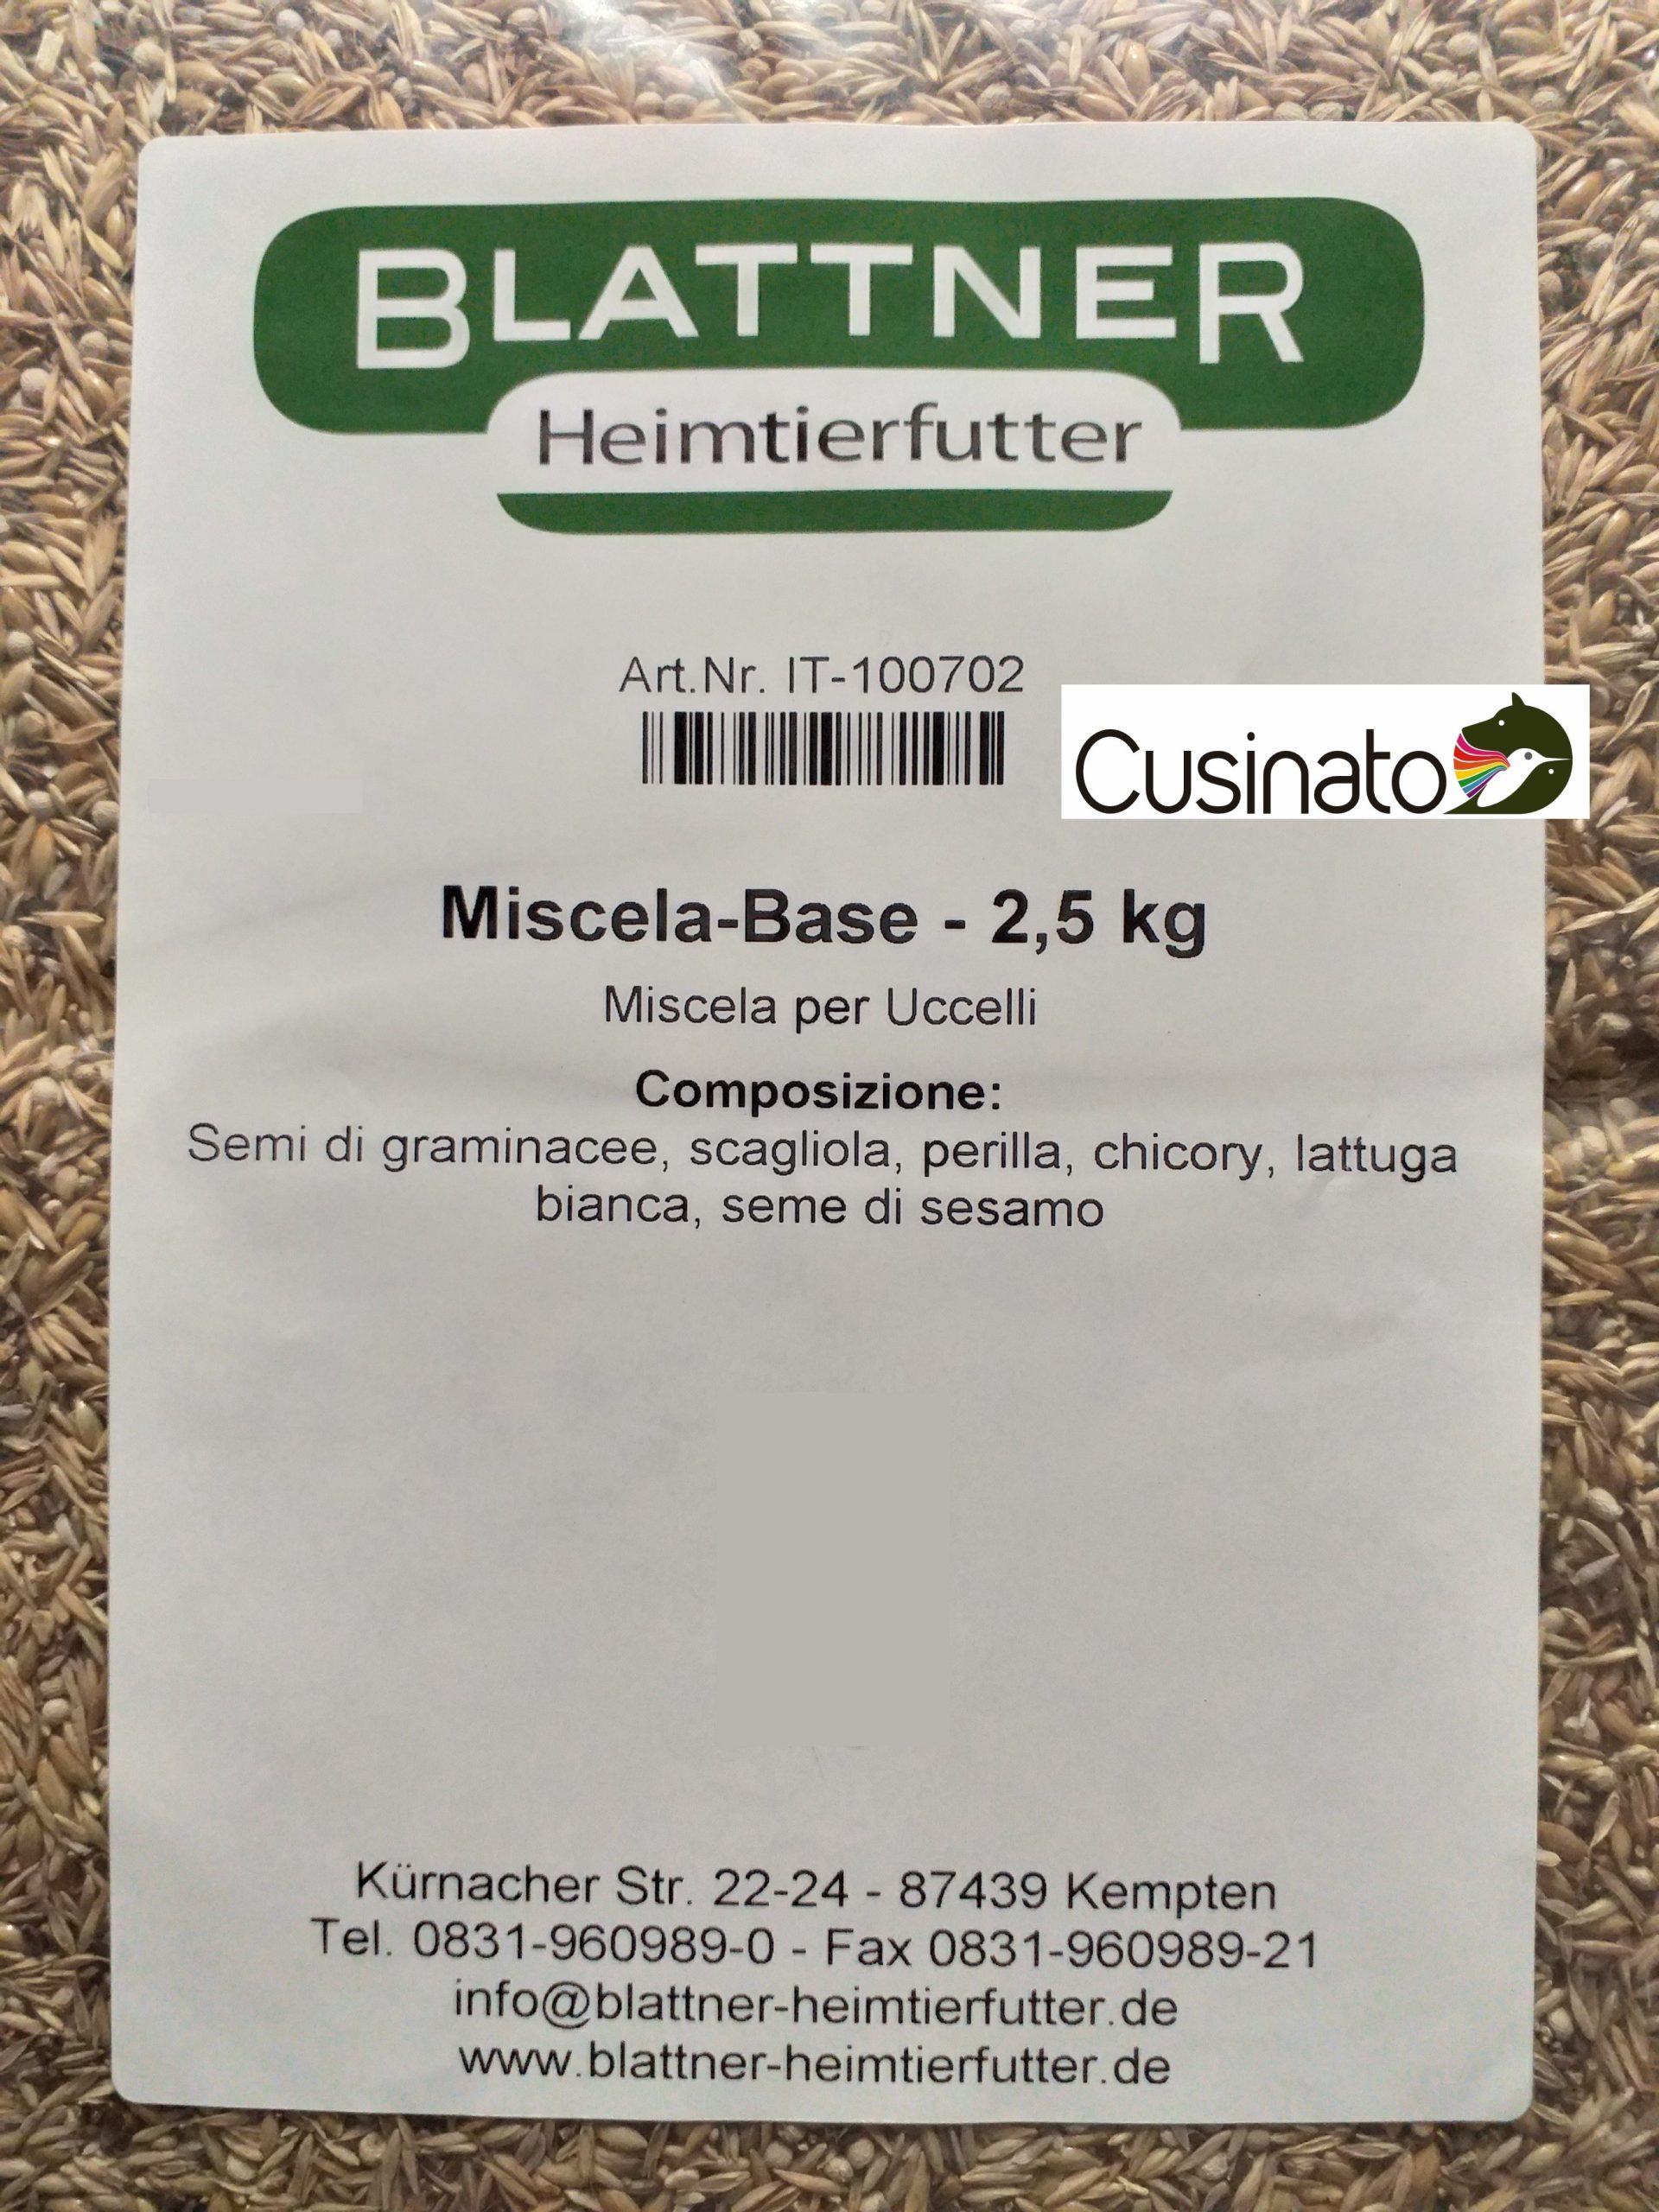 BLATTNER
Heimtierfutter
Art.Nr. IT-100702
Cusinato
Miscela-Base - 2,5 kg
Miscela per Uccelli
Composizione:
Semi di graminacee, scagliola, perilla, chicory, lattuga
bianca, seme di sesamo
Kürnacher Str. 22-24 - 87439 Kempten
Tel. 0831-960989-0 - Fax 0831-960989-21
info@blattner-heimtierfutter.de
www.blattner-heimtierfutter.de